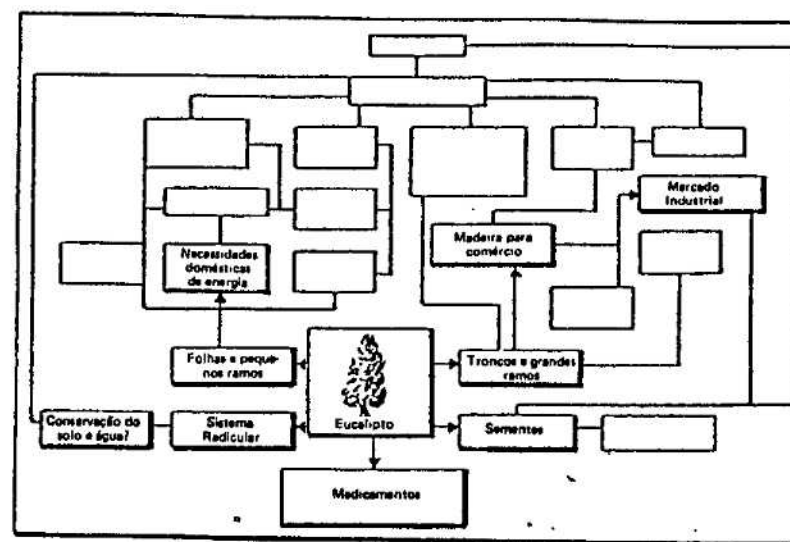 Mercado
Industrial
Madeira para
comércio
Necessidades
domésticas
de energia
Folhas e peque-
nos ramos
Troncos e grandes
ramos
Eucalipto
Conservação do
solo e água?
Sistema
Radicular
Sementes
Medicamentos